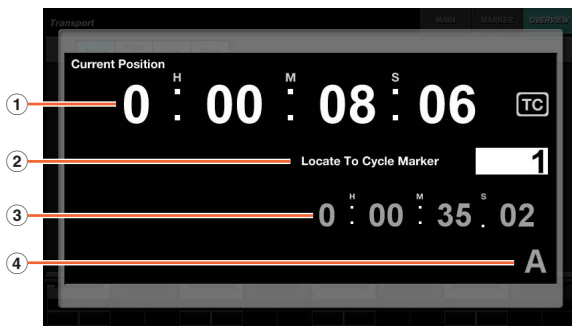 Transport MAIN MARKER OVERVIEW
Current Position
H M S
1 0 : 00 : 08 : 06 TC
2 Locate To Cycle Marker 1
H M S
3 0 : 00 : 35 . 02
4 A